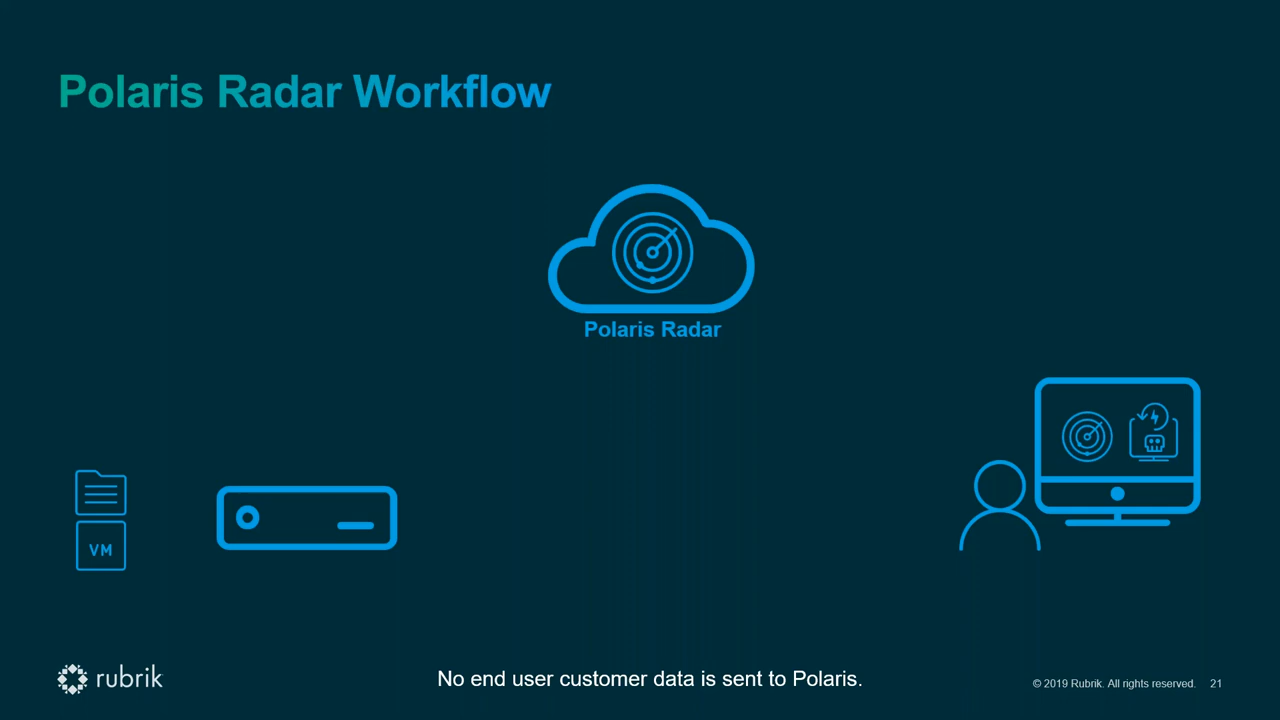 Polaris Radar Workflow
Polaris Radar
VM
rubrik
No end user customer data is sent to Polaris.
© 2019 Rubrik. All rights reserved. 21